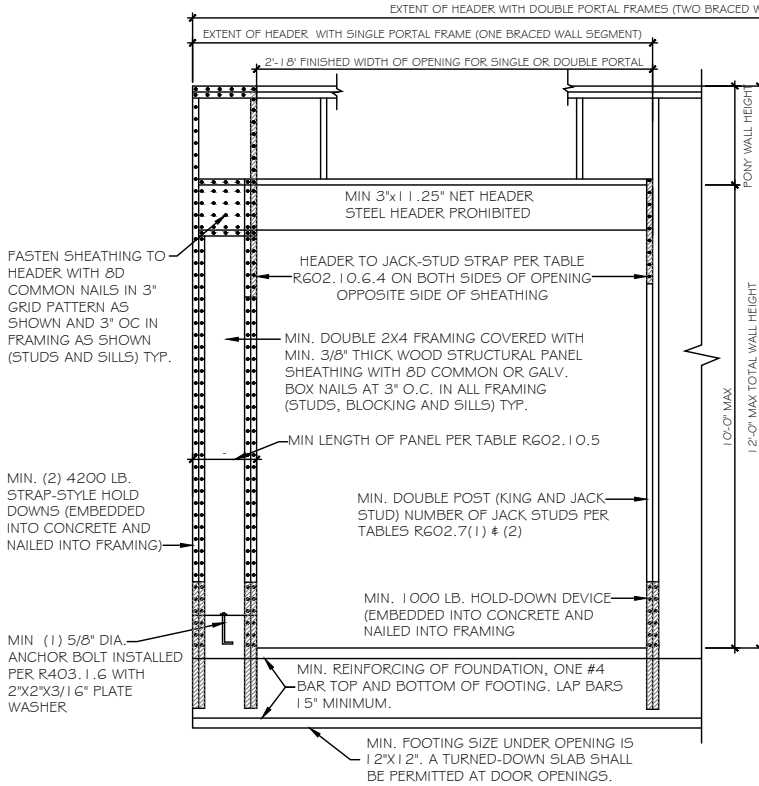 EXTENT OF HEADER WITH DOUBLE PORTAL FRAMES (TWO BRACED W
EXTENT OF HEADER WITH SINGLE PORTAL FRAME (ONE BRACED WALL SEGMENT)
2'-18' FINISHED WIDTH OF OPENING FOR SINGLE OR DOUBLE PORTAL
PONY WALL HEIGHT
MIN 3"x11.25" NET HEADER
STEEL HEADER PROHIBITED
FASTEN SHEATHING TO
HEADER WITH 8D
COMMON NAILS IN 3"
GRID PATTERN AS
SHOWN AND 3" OC IN
FRAMING AS SHOWN
(STUDS AND SILLS) TYP.
HEADER TO JACK-STUD STRAP PER TABLE
R602.10.6.4 ON BOTH SIDES OF OPENING
OPPOSITE SIDE OF SHEATHING
MIN. DOUBLE 2X4 FRAMING COVERED WITH
MIN. 3/8" THICK WOOD STRUCTURAL PANEL
SHEATHING WITH 8D COMMON OR GALV.
BOX NAILS AT 3" O.C. IN ALL FRAMING
(STUDS, BLOCKING AND SILLS) TYP.
10'-0" MAX
12'-0" MAX TOTAL WALL HEIGHT
MIN LENGTH OF PANEL PER TABLE R602.10.5
MIN. (2) 4200 LB.
STRAP-STYLE HOLD
DOWNS (EMBEDDED
INTO CONCRETE AND
NAILED INTO FRAMING)
MIN. DOUBLE POST (KING AND JACK
STUD) NUMBER OF JACK STUDS PER
TABLES R602.7(1) & (2)
MIN. 1000 LB. HOLD-DOWN DEVICE
(EMBEDDED INTO CONCRETE AND
NAILED INTO FRAMING
MIN (1) 5/8" DIA.
ANCHOR BOLT INSTALLED
PER R403.1.6 WITH
2"X2"X3/16" PLATE
WASHER
MIN. REINFORCING OF FOUNDATION, ONE #4
BAR TOP AND BOTTOM OF FOOTING. LAP BARS
15" MINIMUM.
MIN. FOOTING SIZE UNDER OPENING IS
12"X12". A TURNED-DOWN SLAB SHALL
BE PERMITTED AT DOOR OPENINGS.